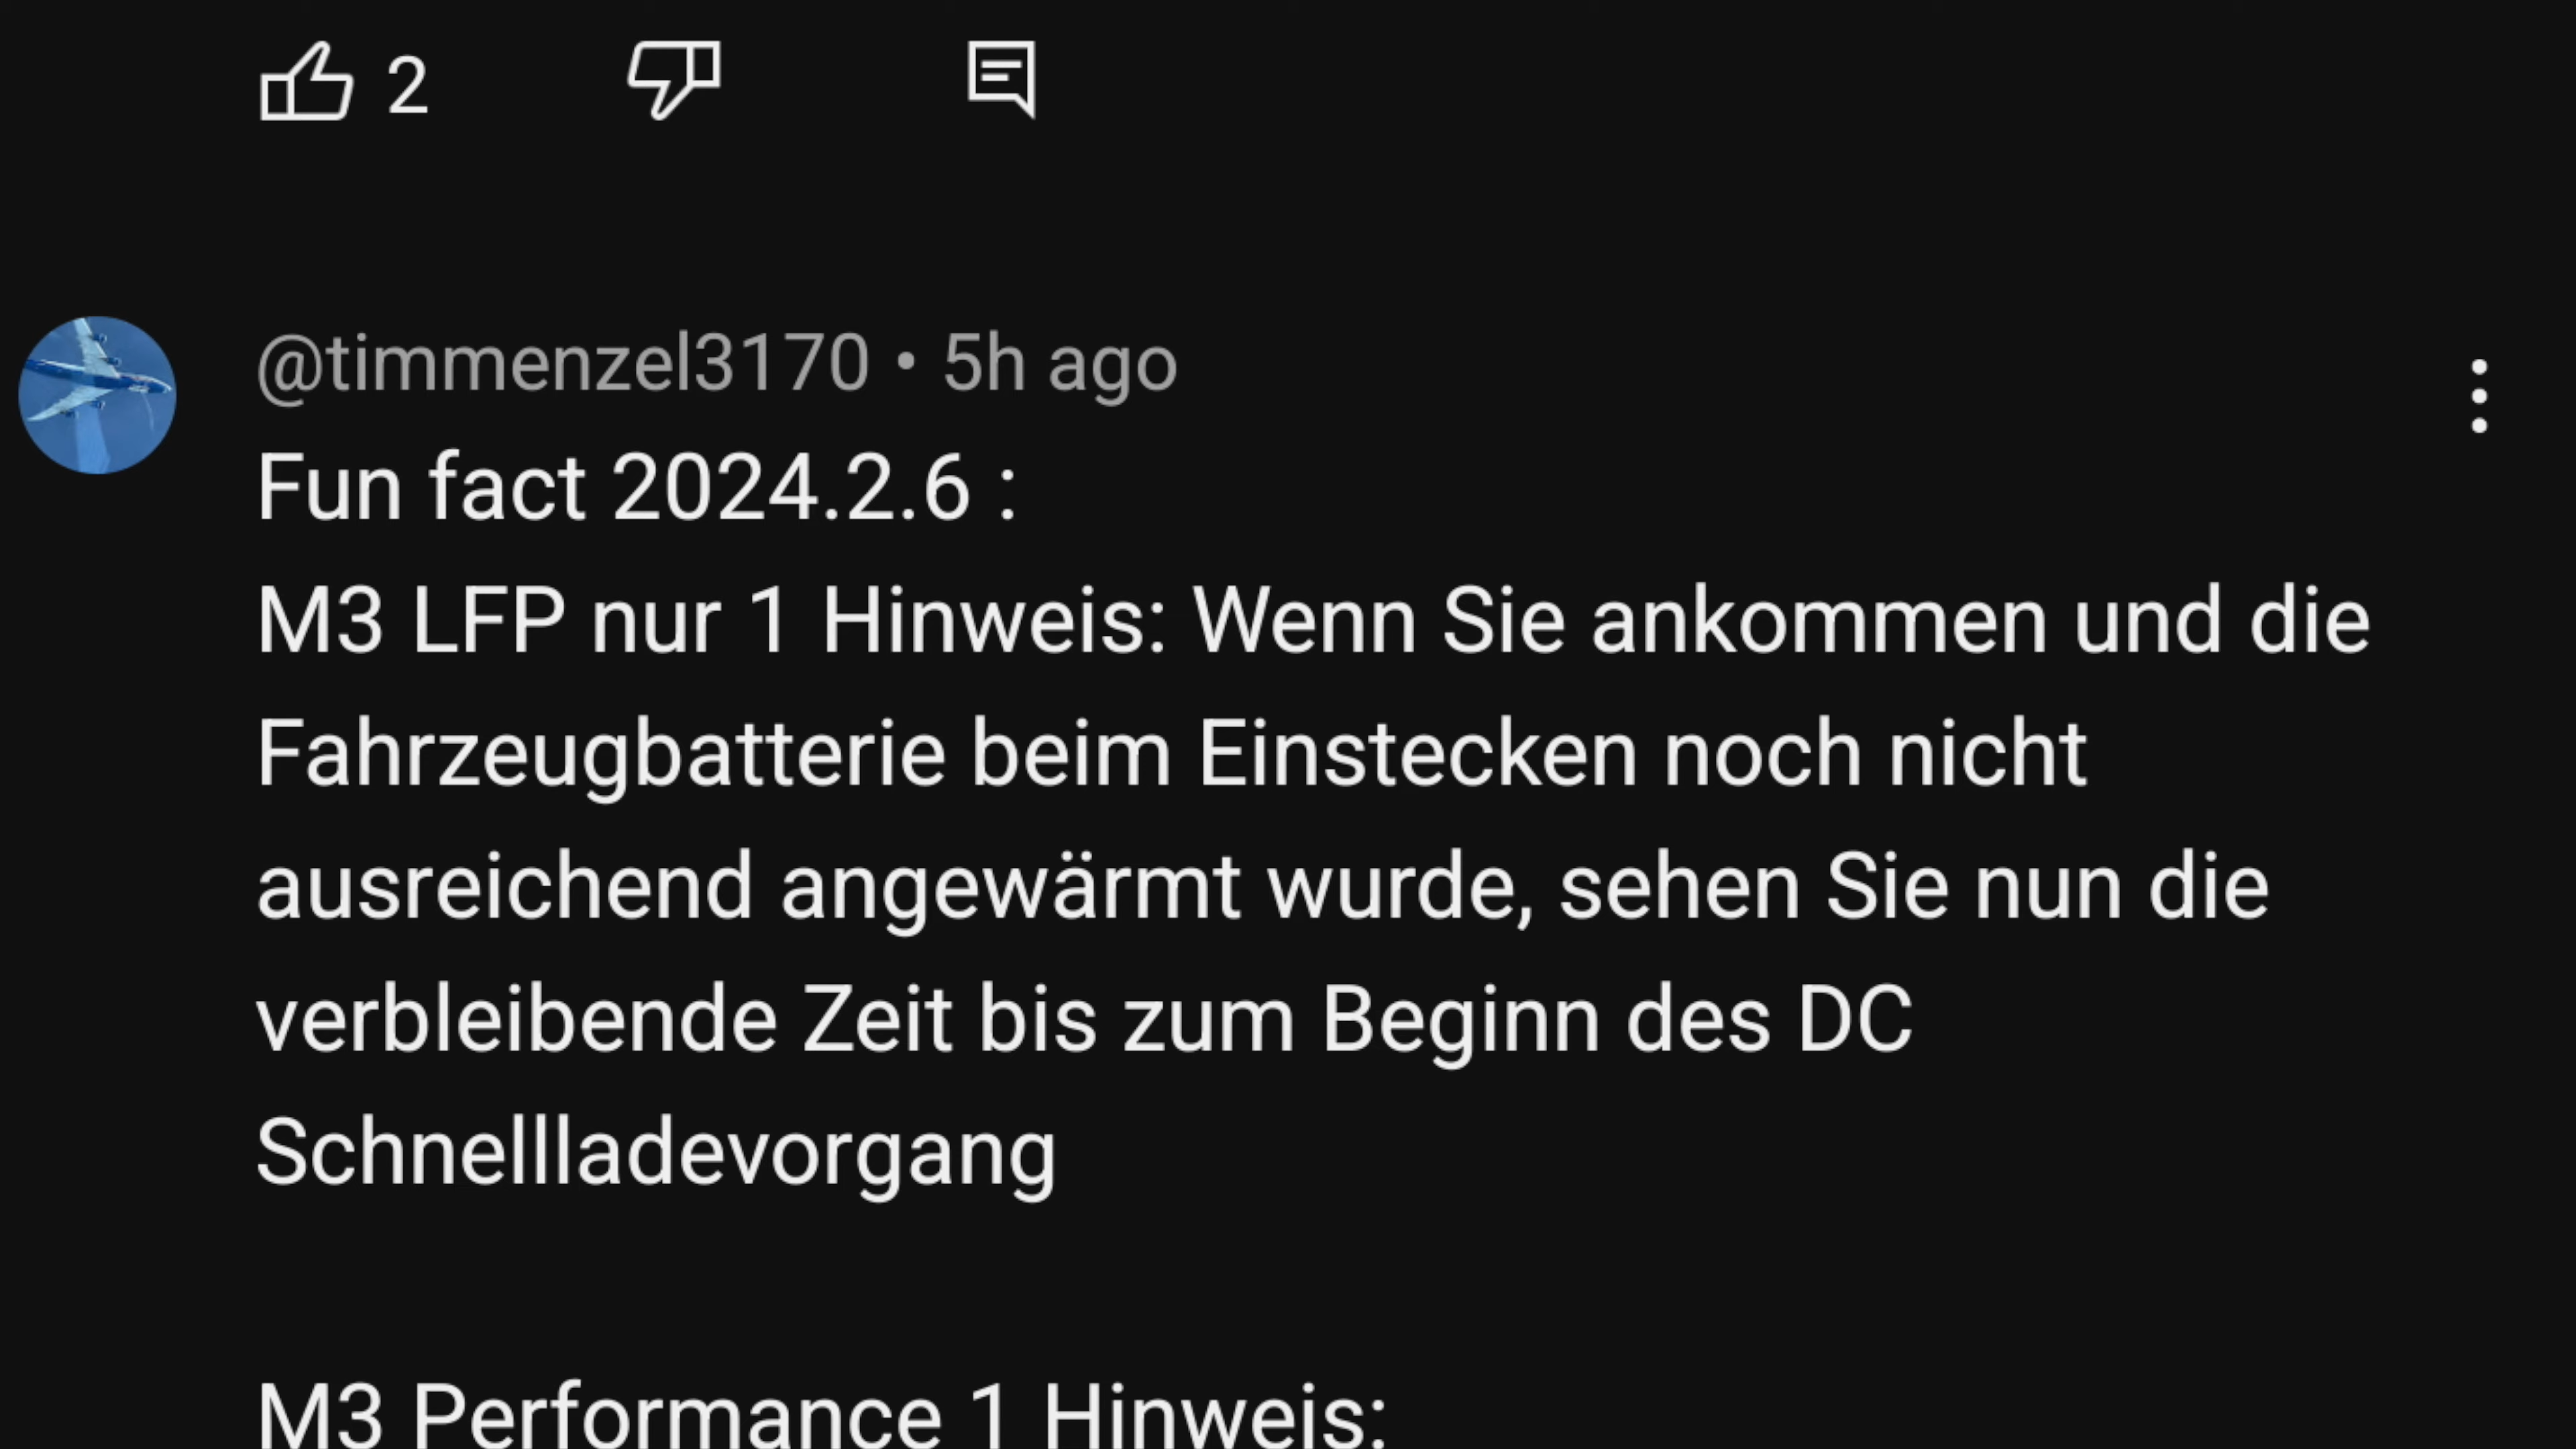 2
@timmenzel3170 • 5h ago
Fun fact 2024.2.6 :
M3 LFP nur 1 Hinweis: Wenn Sie ankommen und die
Fahrzeugbatterie beim Einstecken noch nicht
ausreichend angewärmt wurde, sehen Sie nun die
verbleibende Zeit bis zum Beginn des DC
Schnellladevorgang
M3 Performance 1 Hinweis: